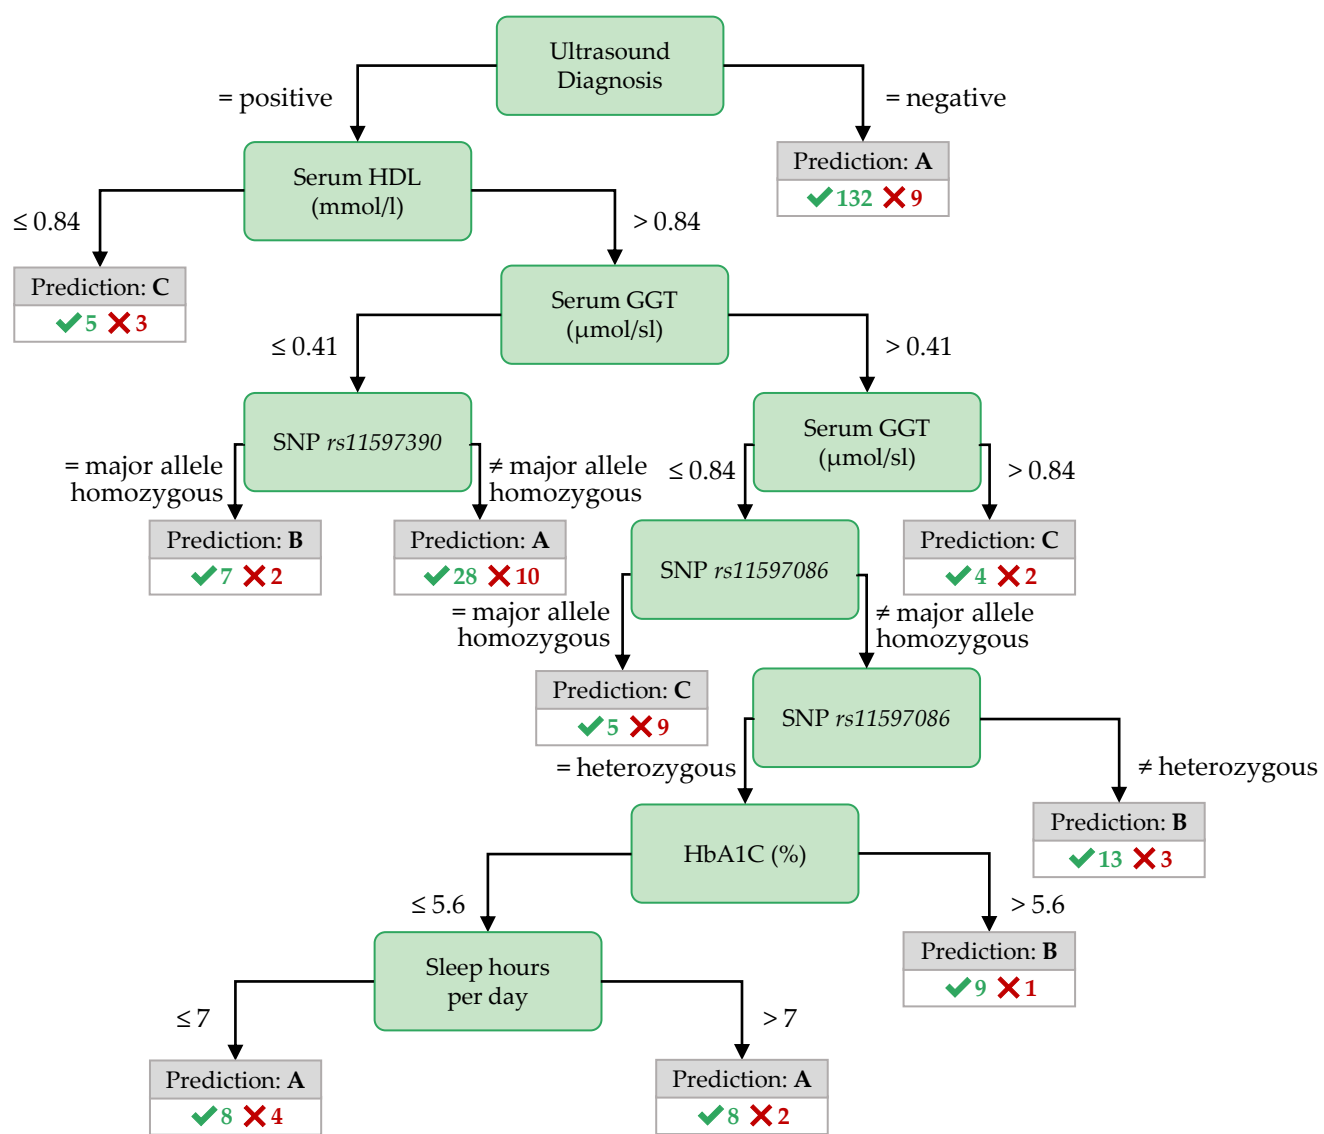 Ultrasound
Diagnosis
= positive
= negative
Serum HDL
(mmol/l)
Prediction: A
132 9
≤ 0.84
> 0.84
Prediction: C
5 3
Serum GGT
(µmol/sl)
≤ 0.41
> 0.41
SNP rs11597390
Serum GGT
(µmol/sl)
= major allele
homozygous
≠ major allele
homozygous
≤ 0.84
> 0.84
Prediction: B
7 2
Prediction: A
28 10
SNP rs11597086
Prediction: C
4 2
= major allele
homozygous
≠ major allele
homozygous
Prediction: C
5 9
SNP rs11597086
= heterozygous
≠ heterozygous
HbA1C (%)
Prediction: B
13 3
≤ 5.6
> 5.6
Sleep hours
per day
Prediction: B
9 1
≤ 7
> 7
Prediction: A
8 4
Prediction: A
8 2